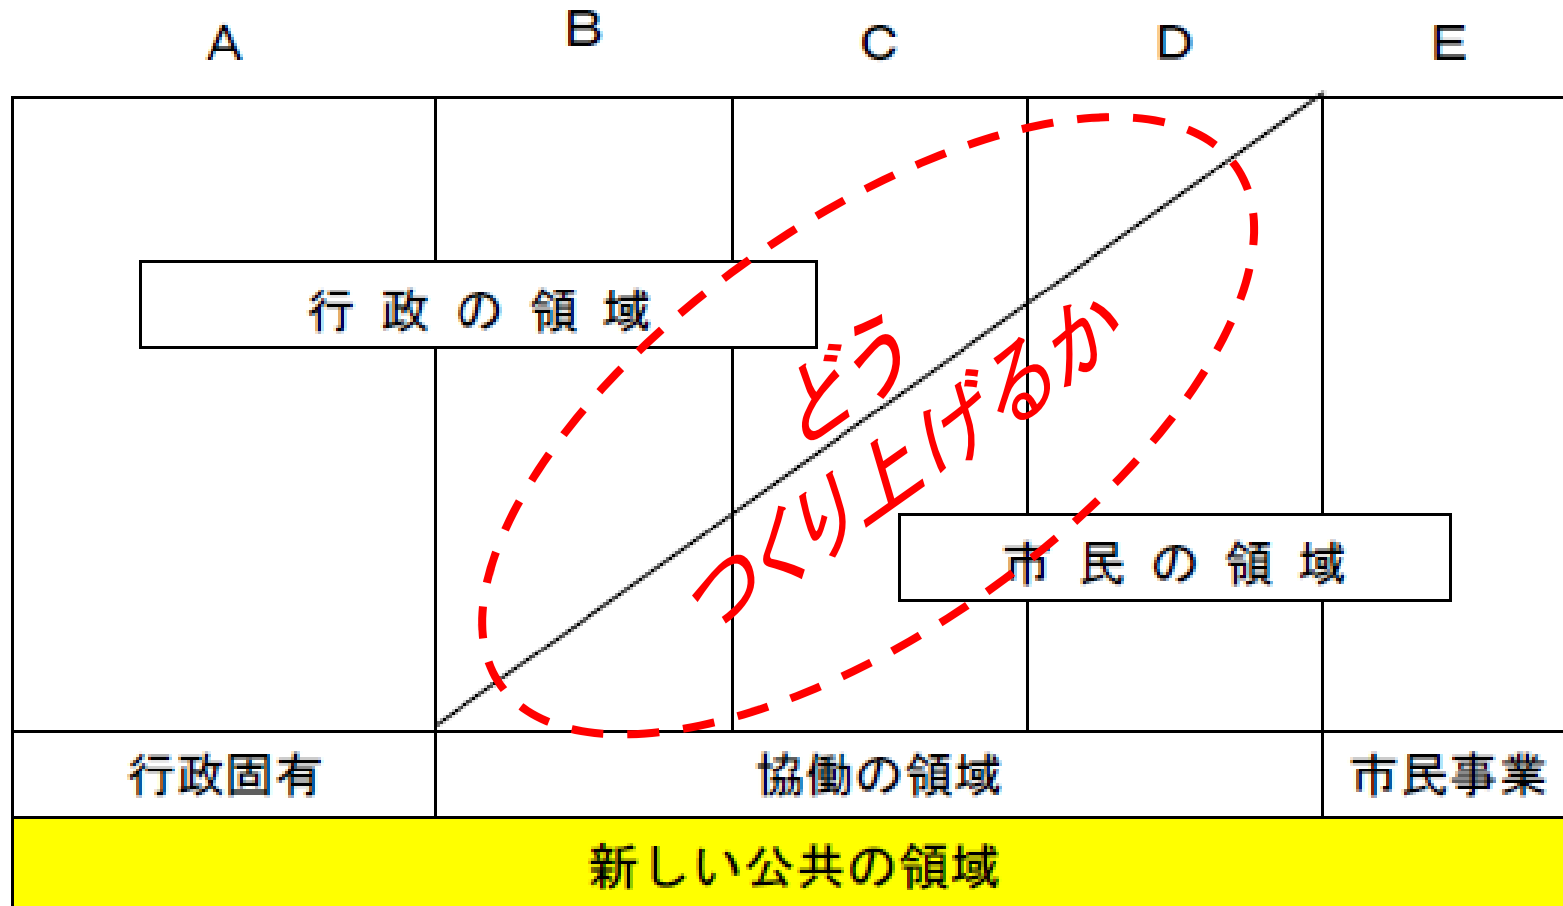 A B C D E
行政の領域
どう
つくり上げるか
市民の領域
行政固有 協働の領域 市民事業
新しい公共の領域